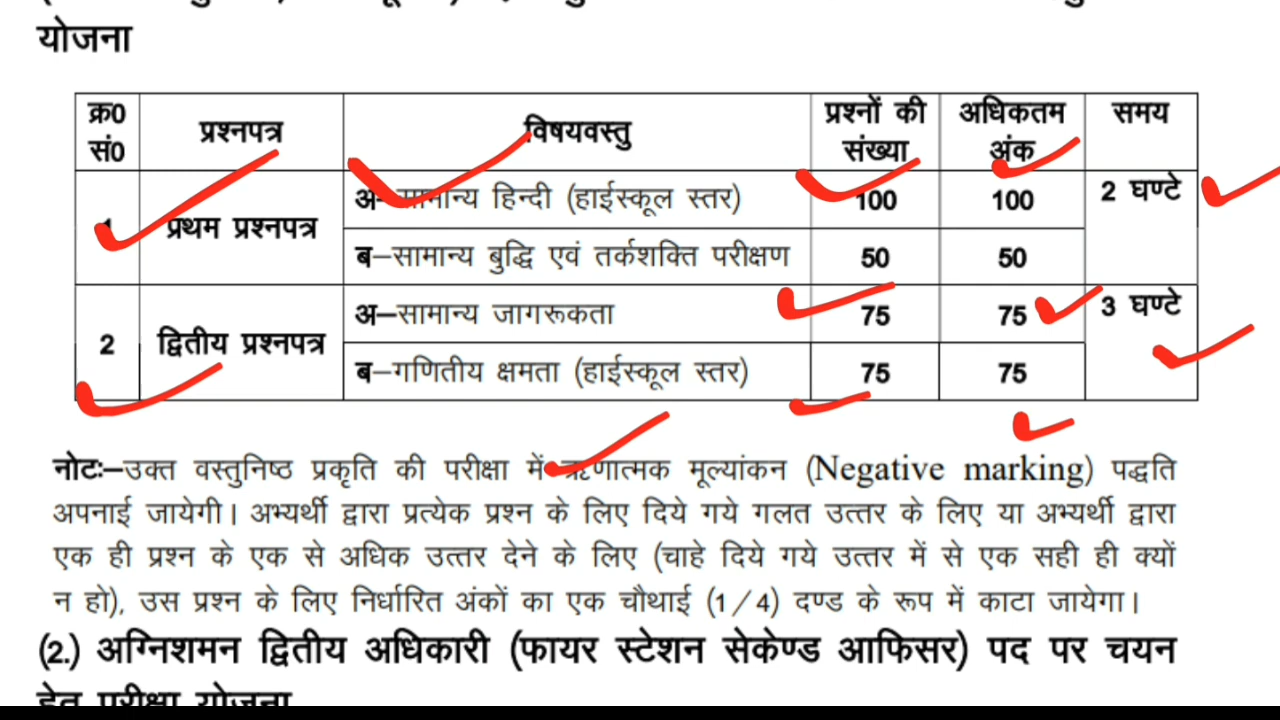 योजना
क्र0 सं0 प्रश्नपत्र विषयवस्तु प्रश्नों की संख्या अधिकतम अंक समय
1 प्रथम प्रश्नपत्र अ–सामान्य हिन्दी (हाईस्कूल स्तर) 100 100 2 घण्टे
ब–सामान्य बुद्धि एवं तर्कशक्ति परीक्षण 50 50
2 द्वितीय प्रश्नपत्र अ–सामान्य जागरूकता 75 75 3 घण्टे
ब–गणितीय क्षमता (हाईस्कूल स्तर) 75 75
नोटः–उक्त वस्तुनिष्ठ प्रकृति की परीक्षा में ऋणात्मक मूल्यांकन (Negative marking) पद्धति
अपनाई जायेगी। अभ्यर्थी द्वारा प्रत्येक प्रश्न के लिए दिये गये गलत उत्तर के लिए या अभ्यर्थी द्वारा
एक ही प्रश्न के एक से अधिक उत्तर देने के लिए (चाहे दिये गये उत्तर में से एक सही ही क्यों
न हो), उस प्रश्न के लिए निर्धारित अंकों का एक चौथाई (1/4) दण्ड के रूप में काटा जायेगा।
(2.) अग्निशमन द्वितीय अधिकारी (फायर स्टेशन सेकेण्ड आफिसर) पद पर चयन
हेतु परीक्षा योजना